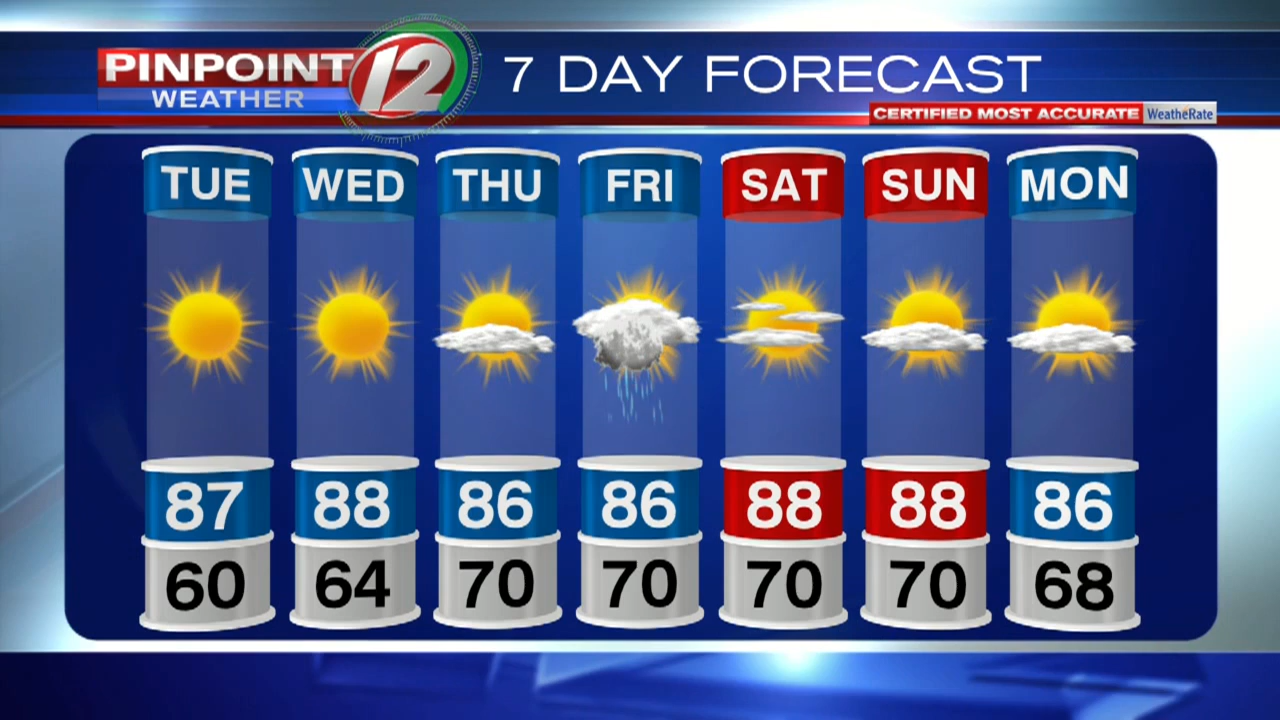 PINPOINT
WEATHER
12
7 DAY FORECAST
CERTIFIED MOST ACCURATE WeatheRate
TUE WED THU FRI SAT SUN MON
87 88 86 86 88 88 86
60 64 70 70 70 70 68